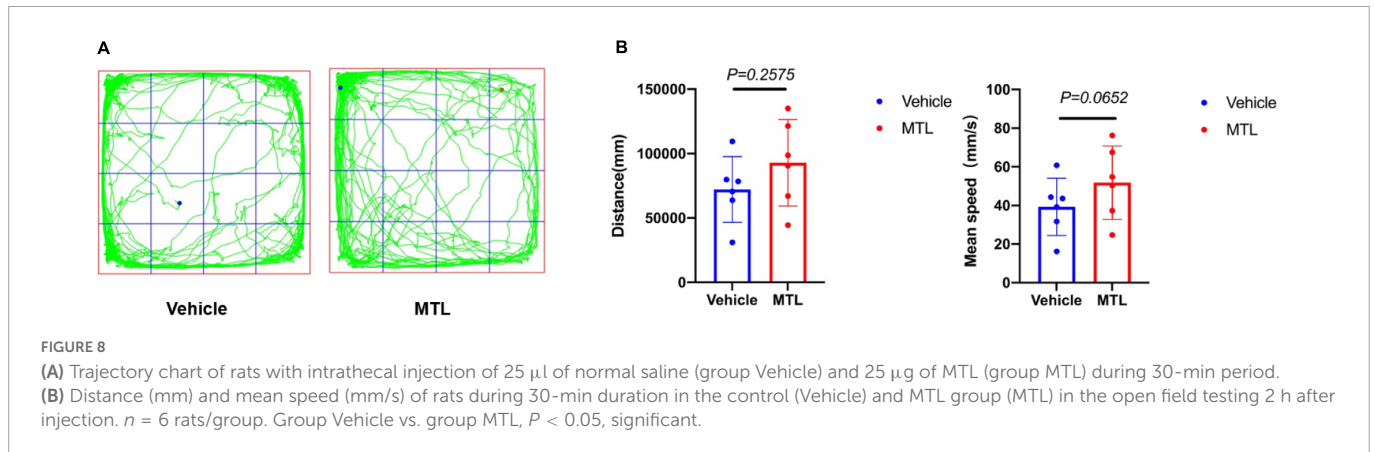 A
Vehicle
MTL
B
P=0.2575
150000
100000
50000
0
Distance(mm)
Vehicle
MTL
Vehicle
MTL
P=0.0652
100
80
60
40
20
0
Mean speed (mm/s)
Vehicle
MTL
Vehicle
MTL
FIGURE 8
(A) Trajectory chart of rats with intrathecal injection of 25 μl of normal saline (group Vehicle) and 25 μg of MTL (group MTL) during 30-min period.
(B) Distance (mm) and mean speed (mm/s) of rats during 30-min duration in the control (Vehicle) and MTL group (MTL) in the open field testing 2 h after
injection. n = 6 rats/group. Group Vehicle vs. group MTL, P < 0.05, significant.